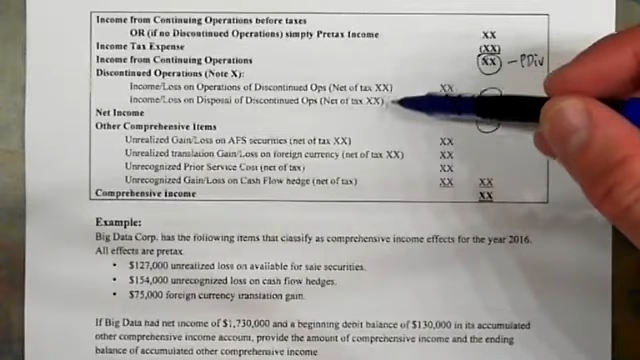 Income from Continuing Operations before taxes
OR (if no Discontinued Operations) simply Pretax Income XX
Income Tax Expense (XX)
Income from Continuing Operations XX - PDiv
Discontinued Operations (Note X):
Income/Loss on Operations of Discontinued Ops (Net of tax XX) XX
Income/Loss on Disposal of Discontinued Ops (Net of tax XX)
Net Income
Other Comprehensive Items
Unrealized Gain/Loss on AFS securities (net of tax XX) XX
Unrealized translation Gain/Loss on foreign currency (net of tax XX) XX
Unrecognized Prior Service Cost (net of tax) XX
Unrecognized Gain/Loss on Cash Flow hedge (net of tax) XX XX
Comprehensive Income XX
Example:
Big Data Corp. has the following items that classify as comprehensive income effects for the year 2016.
All effects are pretax
• $127,000 unrealized loss on available for sale securities.
• $154,000 unrecognized loss on cash flow hedges.
• $75,000 foreign currency translation gain.
If Big Data had net income of $1,730,000 and a beginning debit balance of $130,000 in its accumulated
other comprehensive income account, provide the amount of comprehensive income and the ending
balance of accumulated other comprehensive income